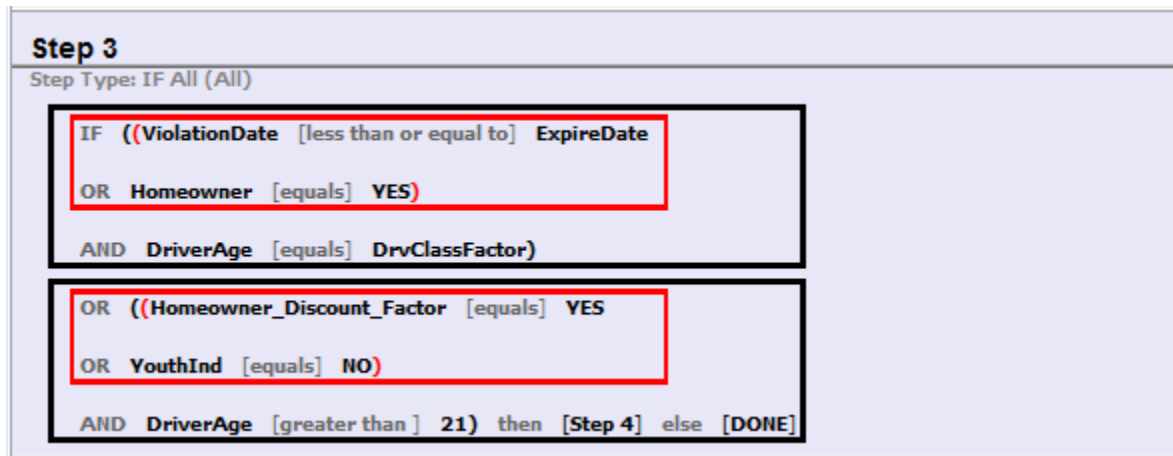 Step 3
Step Type: IF All (All)
IF ((ViolationDate [less than or equal to] ExpireDate
OR Homeowner [equals] YES)
AND DriverAge [equals] DrvClassFactor)
OR ((Homeowner_Discount_Factor [equals] YES
OR YouthInd [equals] NO)
AND DriverAge [greater than ] 21) then [Step 4] else [DONE]